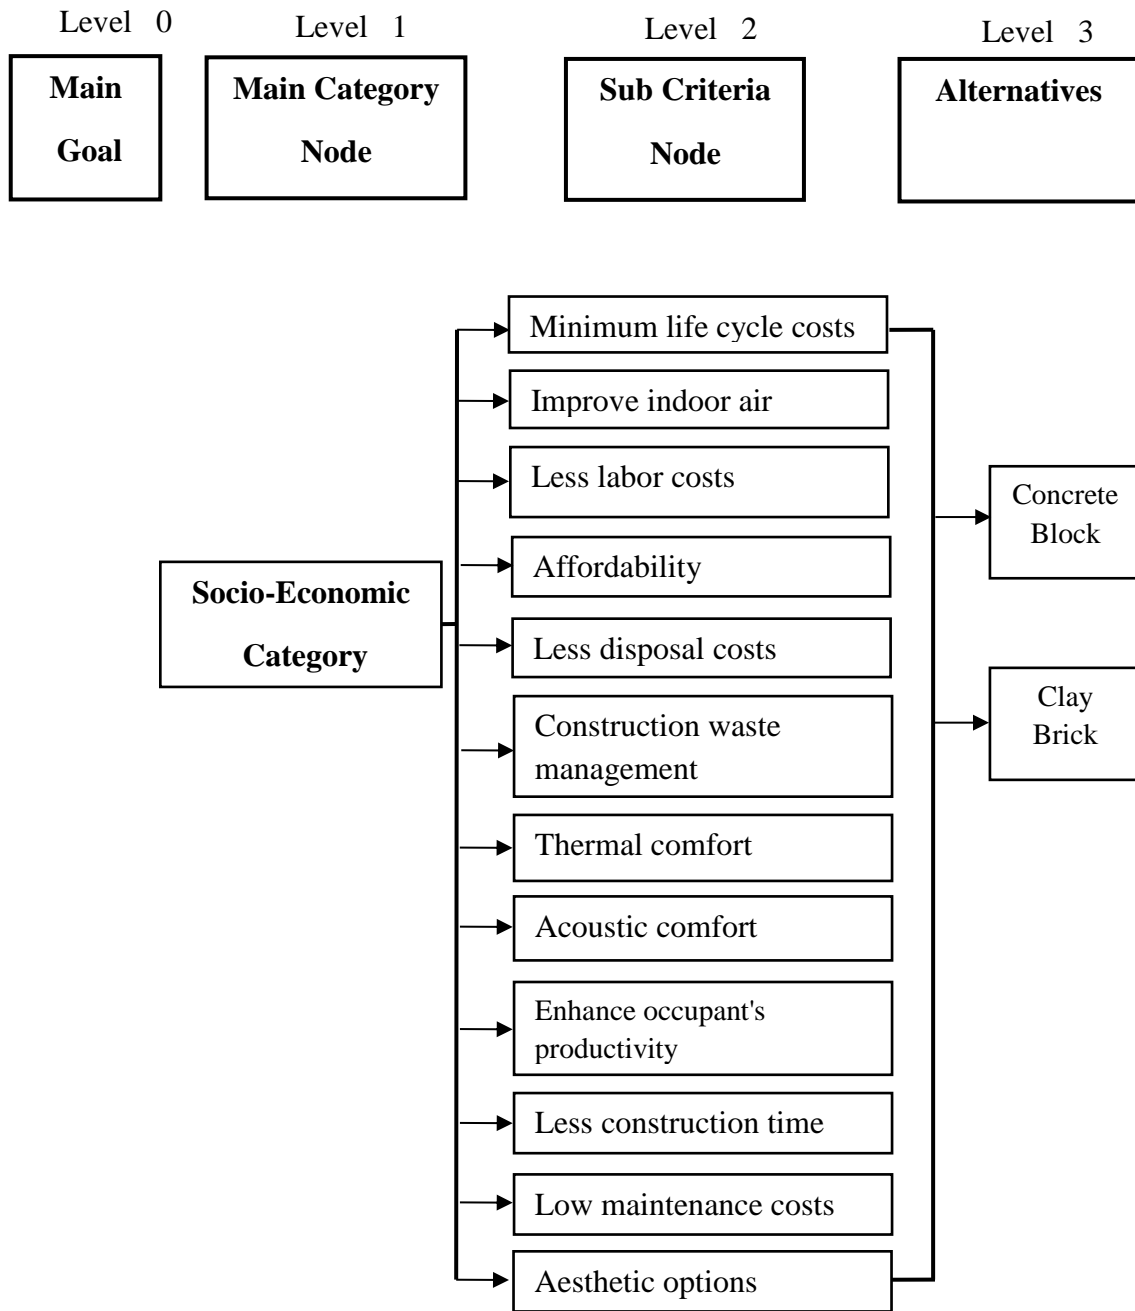 Level 0
Level 1
Level 2
Level 3
Main
Goal
Main Category
Node
Sub Criteria
Node
Alternatives
Minimum life cycle costs
Improve indoor air
Less labor costs
Affordability
Less disposal costs
Construction waste
management
Thermal comfort
Acoustic comfort
Enhance occupant's
productivity
Less construction time
Low maintenance costs
Aesthetic options
Socio-Economic
Category
Concrete
Block
Clay
Brick